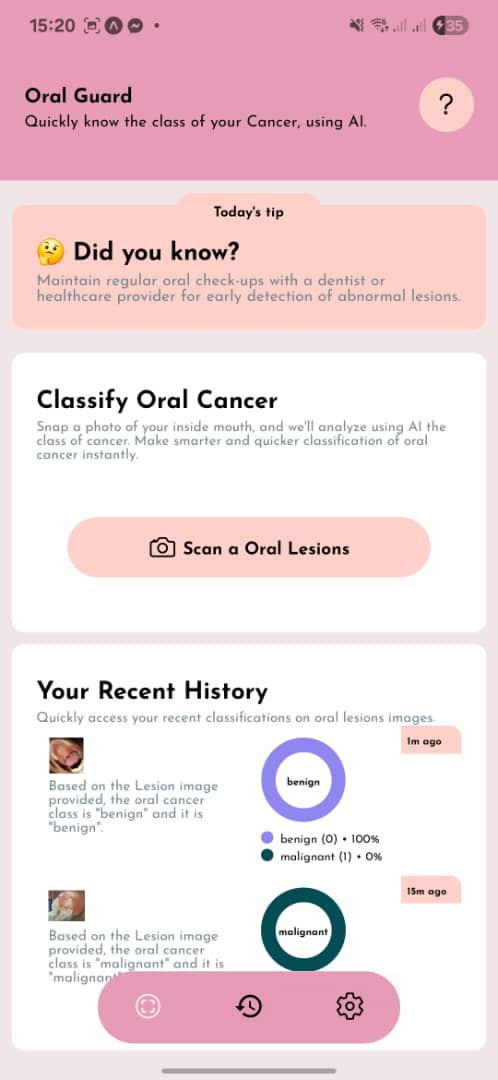 15:20
35
Oral Guard
Quickly know the class of your Cancer, using AI.
?
Today's tip
🤔 Did you know?
Maintain regular oral check-ups with a dentist or
healthcare provider for early detection of abnormal lesions.
Classify Oral Cancer
Snap a photo of your inside mouth, and we'll analyze using AI the
class of cancer. Make smarter and quicker classification of oral
cancer instantly.
Scan a Oral Lesions
Your Recent History
Quickly access your recent classifications on oral lesions images.
1m ago
Based on the Lesion image
provided, the oral cancer
class is "benign" and it is
"benign".
benign
benign (0) • 100%
malignant (1) • 0%
15m ago
Based on the Lesion image
provided, the oral cancer
class is "malignant" and it is
"malignant"
malignant